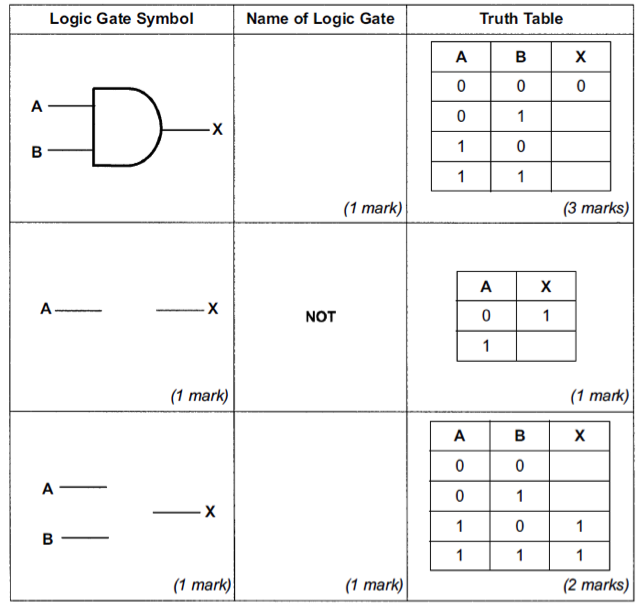 Logic Gate Symbol Name of Logic Gate Truth Table
A B X
0 0 0
0 1
1 0
1 1
A
B
X
(1 mark) (3 marks)
A X
NOT
A X
0 1
1
(1 mark) (1 mark)
A B X
0 0
0 1
1 0 1
1 1 1
A
B
X
(1 mark) (1 mark) (2 marks)